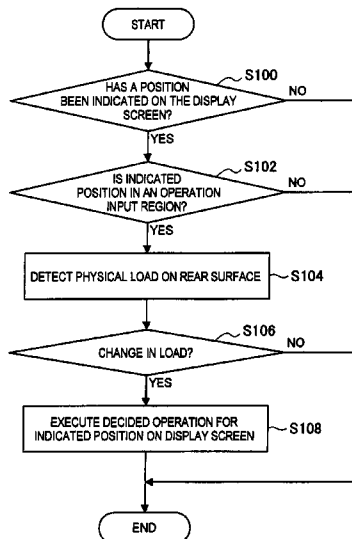 START
S100
HAS A POSITION
BEEN INDICATED ON THE DISPLAY
SCREEN?
NO
YES
S102
IS INDICATED
POSITION IN AN OPERATION
INPUT REGION?
NO
YES
DETECT PHYSICAL LOAD ON REAR SURFACE
S104
S106
CHANGE IN LOAD?
NO
YES
EXECUTE DECIDED OPERATION FOR
INDICATED POSITION ON DISPLAY SCREEN
S108
END